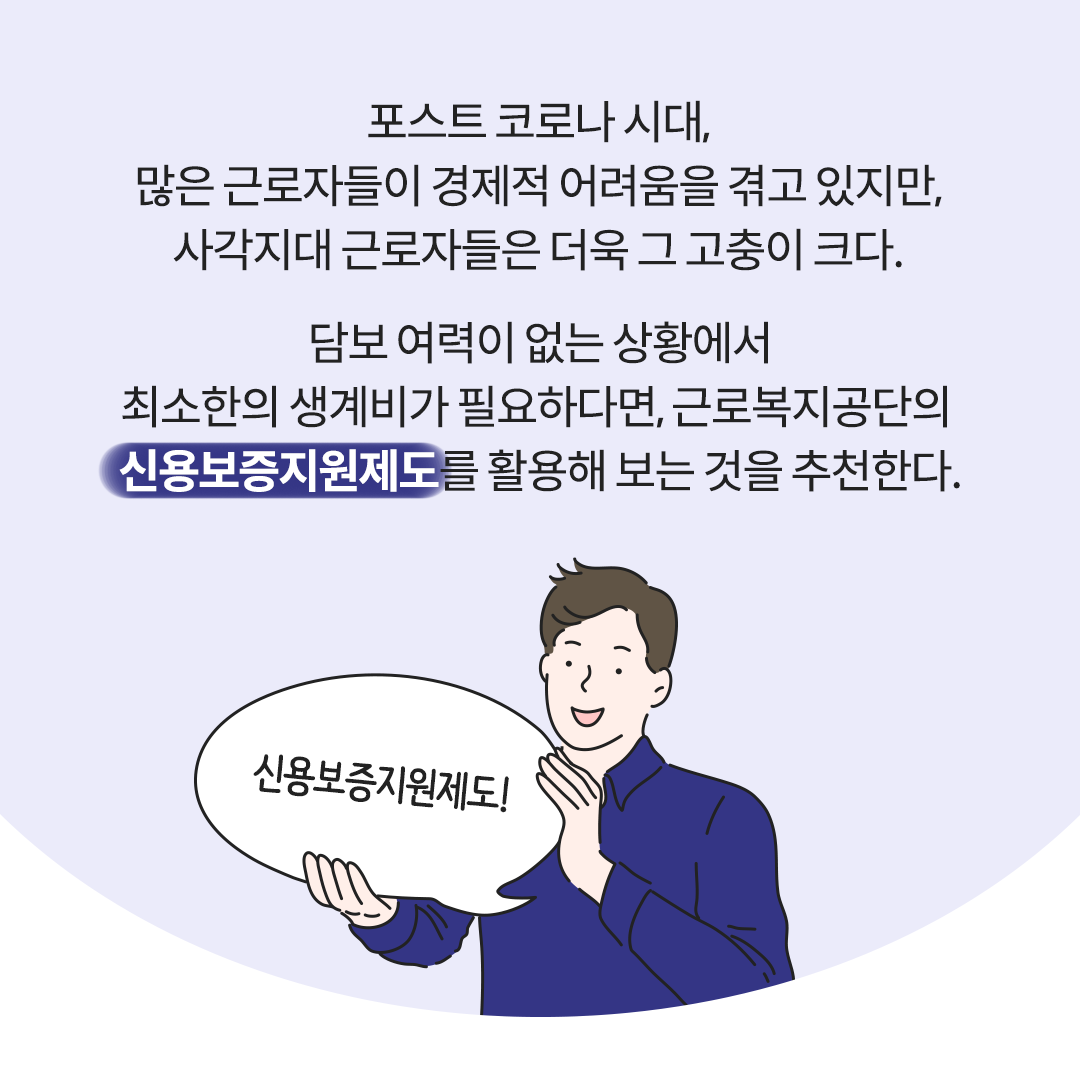 포스트 코로나 시대,
많은 근로자들이 경제적 어려움을 겪고 있지만,
사각지대 근로자들은 더욱 그 고충이 크다.
담보 여력이 없는 상황에서
최소한의 생계비가 필요하다면, 근로복지공단의
신용보증지원제도를 활용해 보는 것을 추천한다.
신용보증지원제도!